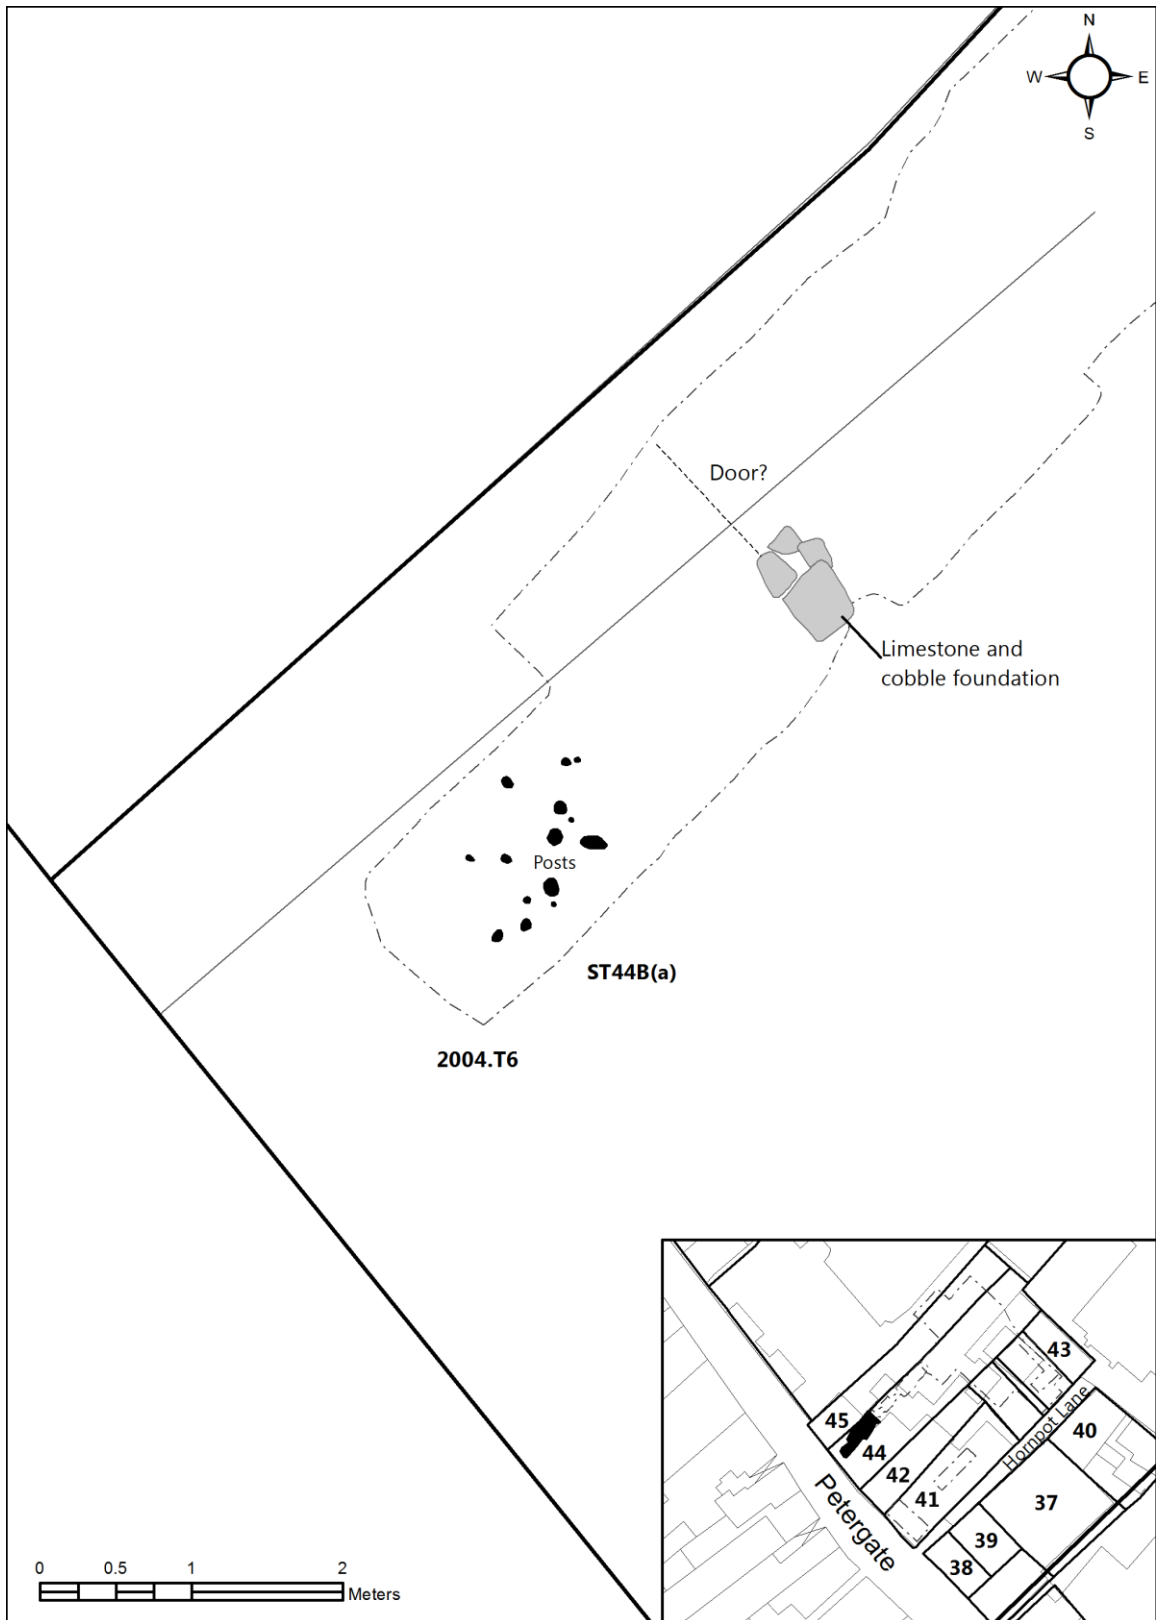 N
W E
S
Door?
Limestone and
cobble foundation
Posts
ST44B(a)
2004.T6
43
45
40
44
Hornpot Lane
42
41
37
39
38
Petergate
0 0.5 1 2
Meters